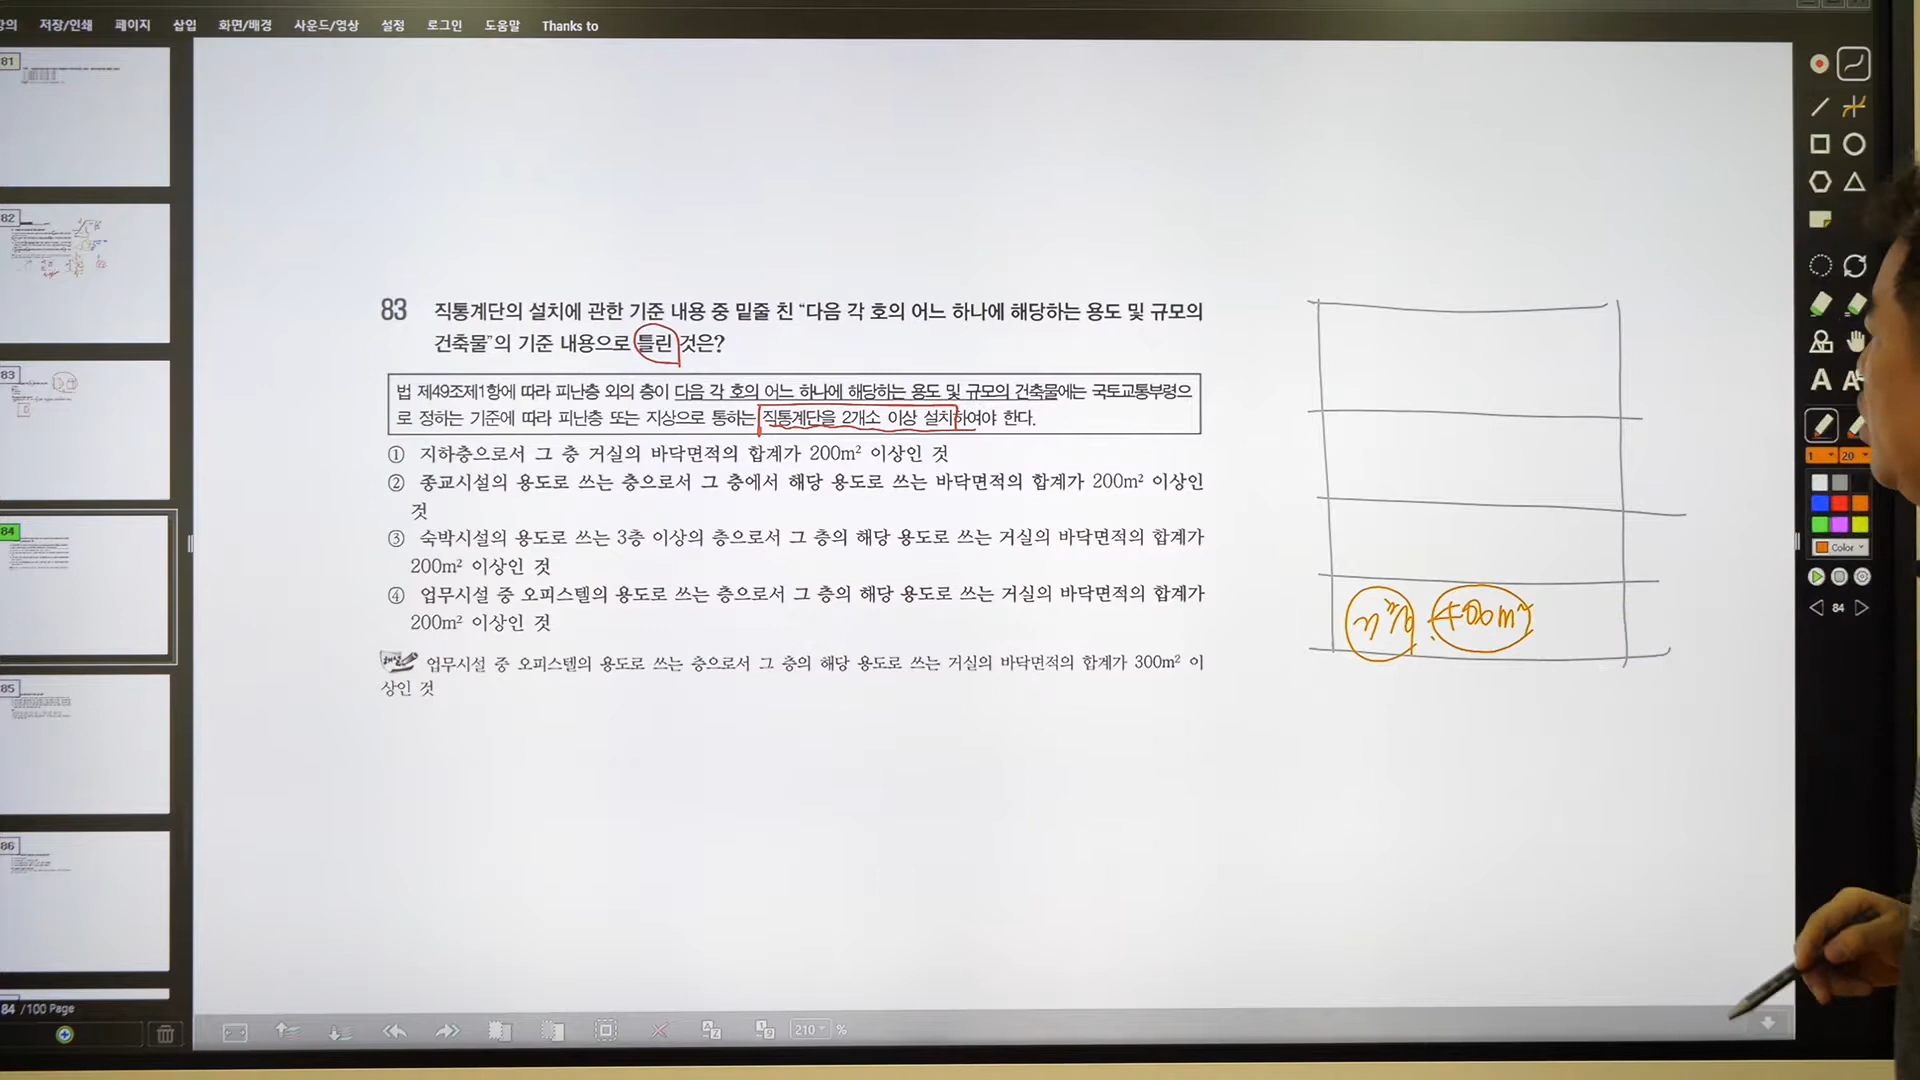 저장/인쇄 페이지 삽입 화면/배경 사운드/영상 설정 로그인 도움말 Thanks to
81
82
83
84
85
86
84 /100 Page
83 직통계단의 설치에 관한 기준 내용 중 밑줄 친 “다음 각 호의 어느 하나에 해당하는 용도 및 규모의
건축물”의 기준 내용으로 틀린 것은?
법 제49조제1항에 따라 피난층 외의 층이 다음 각 호의 어느 하나에 해당하는 용도 및 규모의 건축물에는 국토교통부령으
로 정하는 기준에 따라 피난층 또는 지상으로 통하는 직통계단을 2개소 이상 설치하여야 한다.
① 지하층으로서 그 층 거실의 바닥면적의 합계가 200m² 이상인 것
② 종교시설의 용도로 쓰는 층으로서 그 층에서 해당 용도로 쓰는 바닥면적의 합계가 200m² 이상인
것
③ 숙박시설의 용도로 쓰는 3층 이상의 층으로서 그 층의 해당 용도로 쓰는 거실의 바닥면적의 합계가
200m² 이상인 것
④ 업무시설 중 오피스텔의 용도로 쓰는 층으로서 그 층의 해당 용도로 쓰는 거실의 바닥면적의 합계가
200m² 이상인 것
해설 업무시설 중 오피스텔의 용도로 쓰는 층으로서 그 층의 해당 용도로 쓰는 거실의 바닥면적의 합계가 300m² 이
상인 것
400m²
A A
1 20
Color
84
210 %